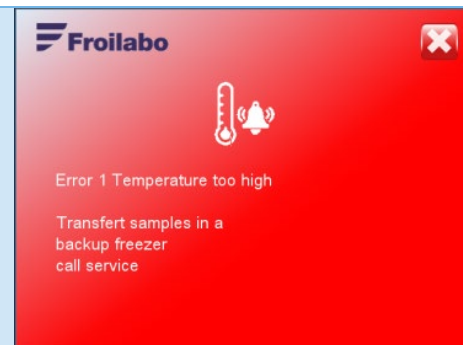 Froilabo
Error 1 Temperature too high
Transfert samples in a
backup freezer
call service